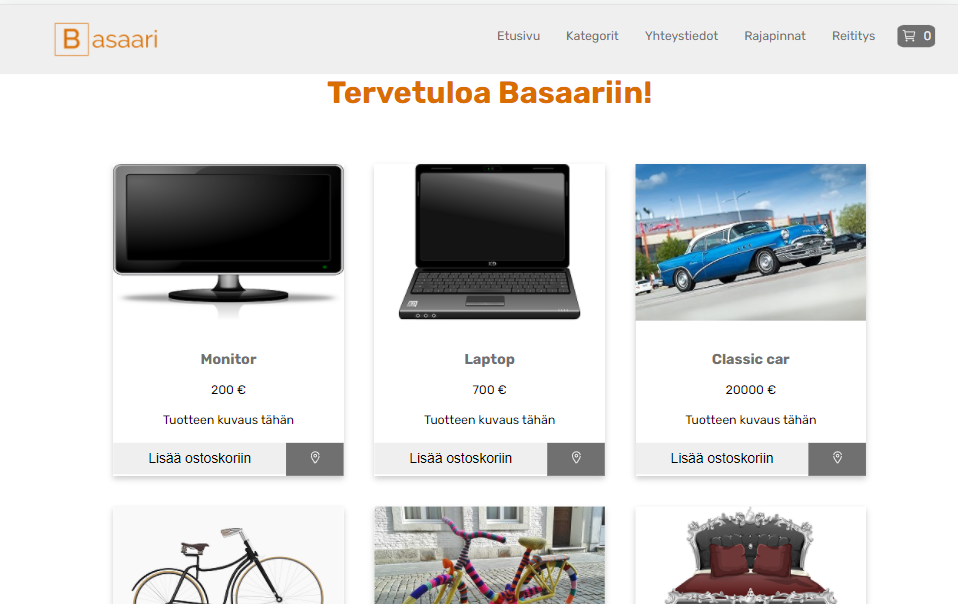 Basaari
Etusivu Kategorit Yhteystiedot Rajapinnat Reititys 0
Tervetuloa Basaariin!
Monitor Laptop Classic car
200 € 700 € 20000 €
Tuotteen kuvaus tähän Tuotteen kuvaus tähän Tuotteen kuvaus tähän
Lisää ostoskoriin Lisää ostoskoriin Lisää ostoskoriin